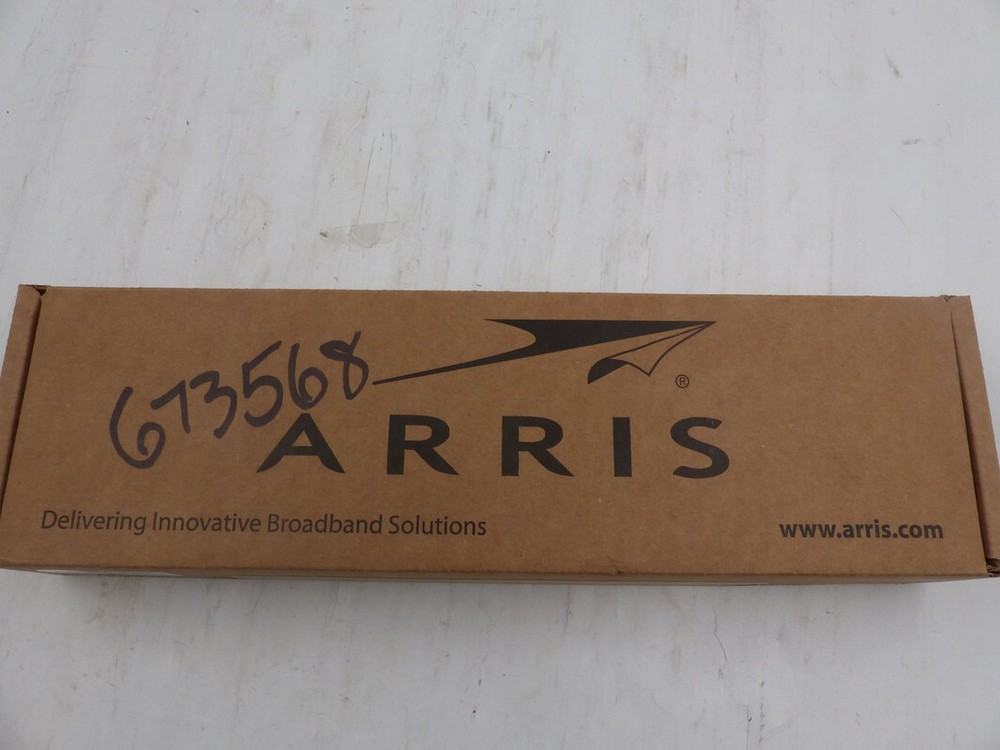 673568
®
ARRIS
Delivering Innovative Broadband Solutions
www.arris.com